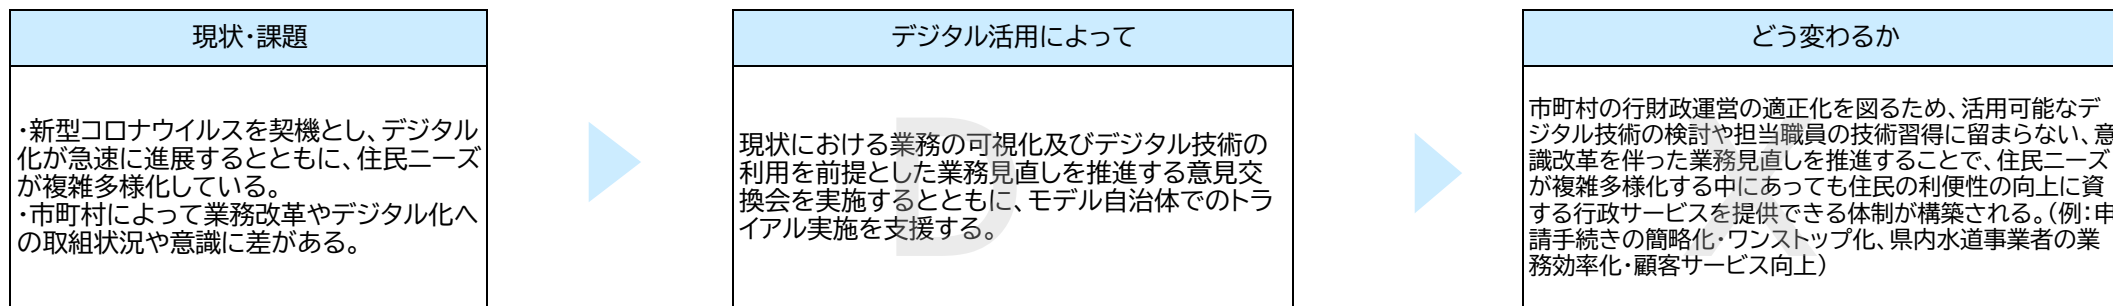 現状・課題
・新型コロナウイルスを契機とし、デジタル
化が急速に進展するとともに、住民ニーズ
が複雑多様化している。
・市町村によって業務改革やデジタル化へ
の取組状況や意識に差がある。
デジタル活用によって
現状における業務の可視化及びデジタル技術の
利用を前提とした業務見直しを推進する意見交
換会を実施するとともに、モデル自治体でのトラ
イアル実施を支援する。
D
どう変わるか
市町村の行財政運営の適正化を図るため、活用可能なデ
ジタル技術の検討や担当職員の技術習得に留まらない、意
識改革を伴った業務見直しを推進することで、住民ニーズ
が複雑多様化する中にあっても住民の利便性の向上に資
する行政サービスを提供できる体制が構築される。（例：申
請手続きの簡略化・ワンストップ化、県内水道事業者の業
務効率化・顧客サービス向上）
X